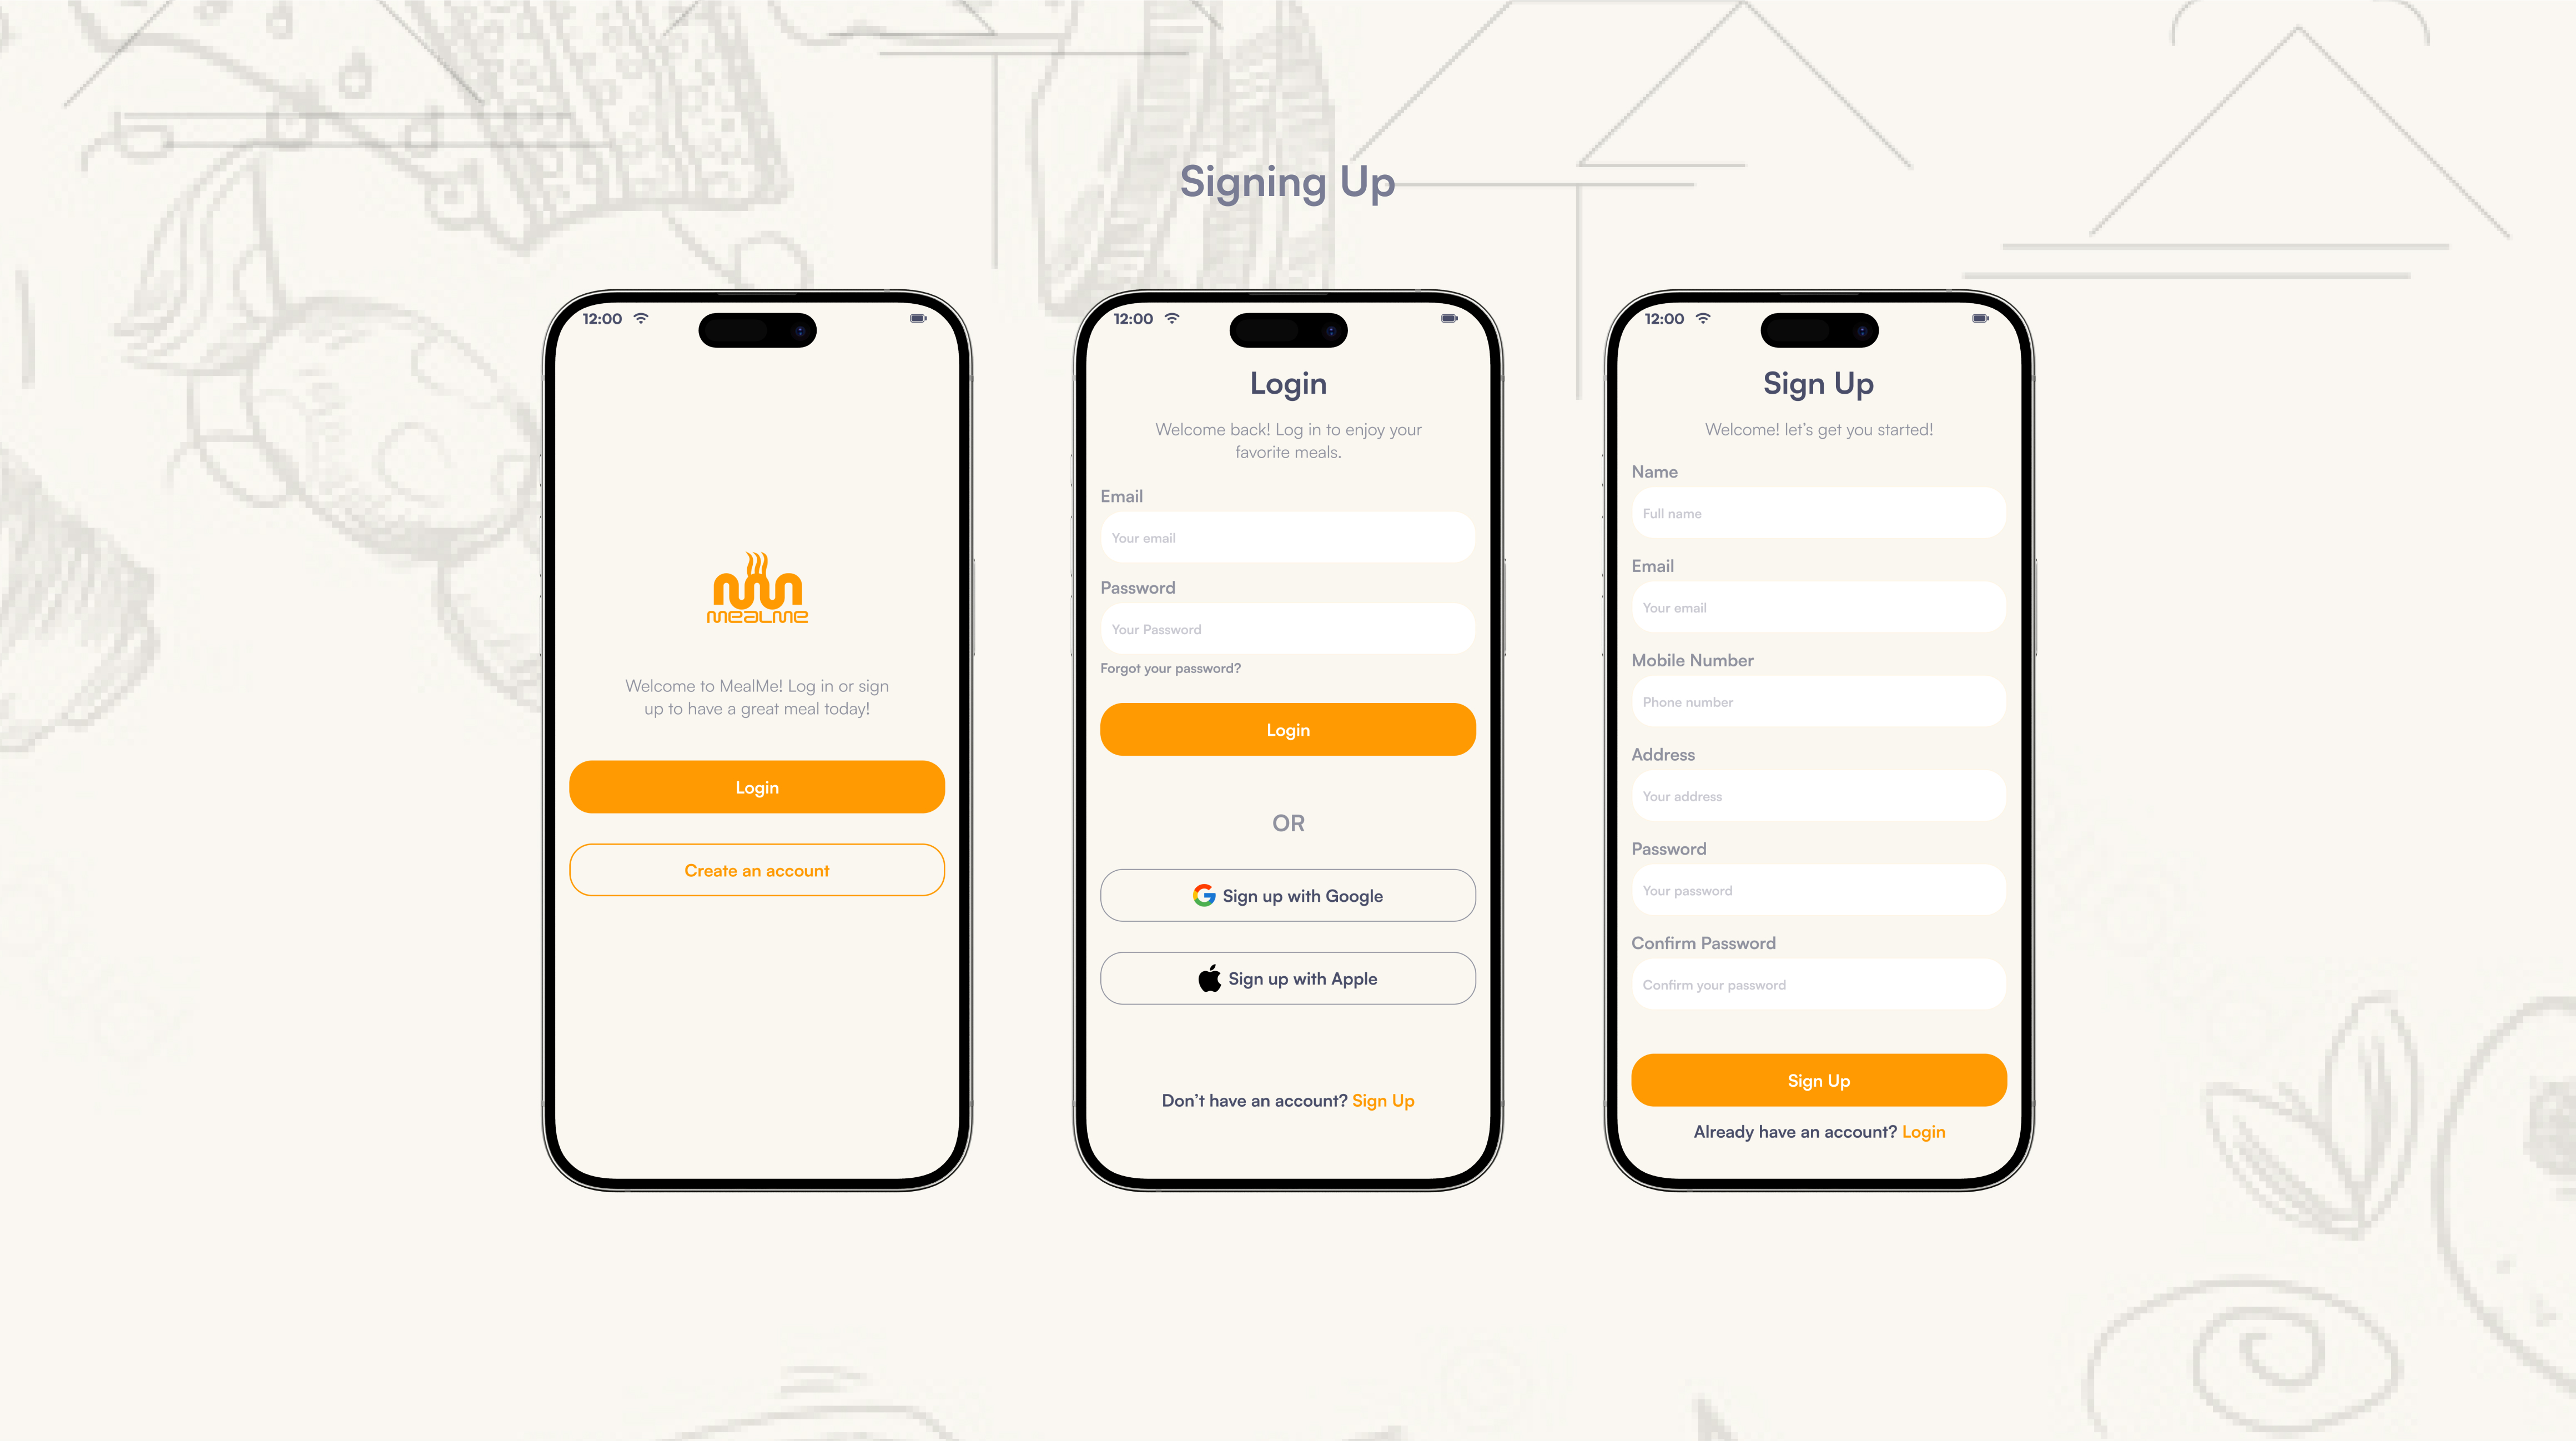 Signing Up
12:00
mealme
Welcome to MealMe! Log in or sign
up to have a great meal today!
Login
Create an account
12:00
Login
Welcome back! Log in to enjoy your
favorite meals.
Email
Your email
Password
Your Password
Forgot your password?
Login
OR
Sign up with Google
Sign up with Apple
Don’t have an account? Sign Up
12:00
Sign Up
Welcome! let’s get you started!
Name
Full name
Email
Your email
Mobile Number
Phone number
Address
Your address
Password
Your password
Confirm Password
Confirm your password
Sign Up
Already have an account? Login